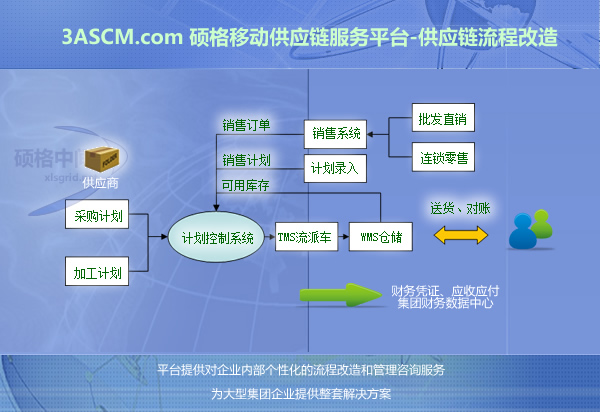 3ASCM.com 硕格移动供应链服务平台-供应链流程改造
销售订单
销售系统
批发直销
连锁零售
销售计划
计划录入
可用库存
硕格中间
xlsgrid.
FOLDER
供应商
采购计划
加工计划
计划控制系统
TMS流派车
WMS仓储
送货、对账
财务凭证、应收应付
集团财务数据中心
平台提供对企业内部个性化的流程改造和管理咨询服务
为大型集团企业提供整套解决方案